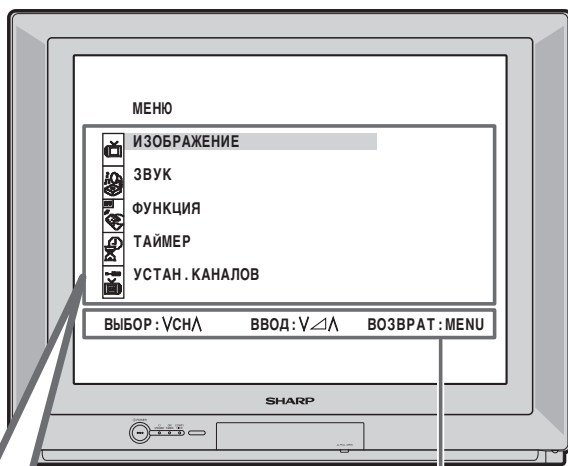 МЕНЮ
ИЗОБРАЖЕНИЕ
ЗВУК
ФУНКЦИЯ
ТАЙМЕР
УСТАН.КАНАЛОВ
ВЫБОР:∨CH∧ ВВОД:∨⊿∧ ВОЗВРАТ:MENU
SHARP